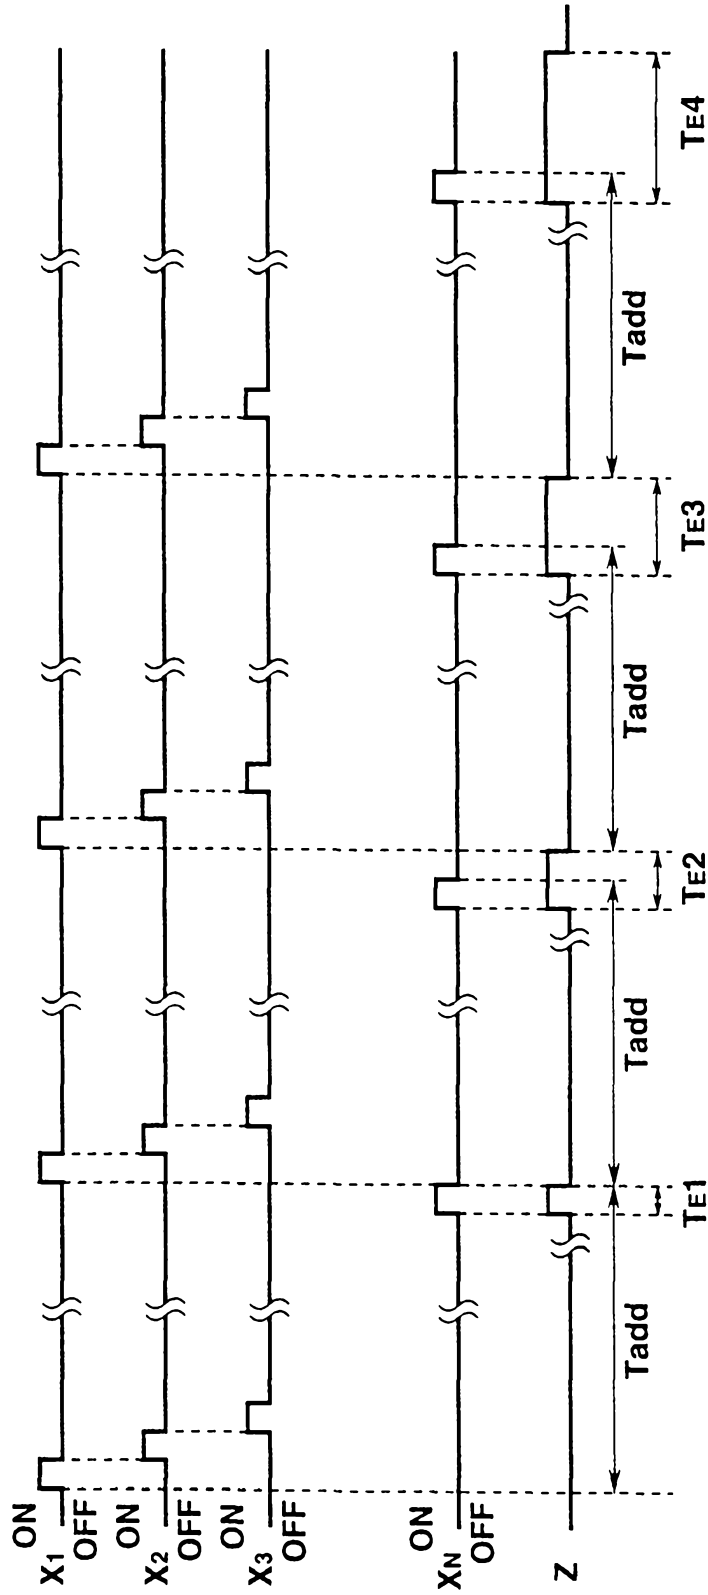 X1 ON OFF
X2 ON OFF
X3 ON OFF
XN ON OFF
Z
Tadd Tadd Tadd Tadd
TE1 TE2 TE3 TE4